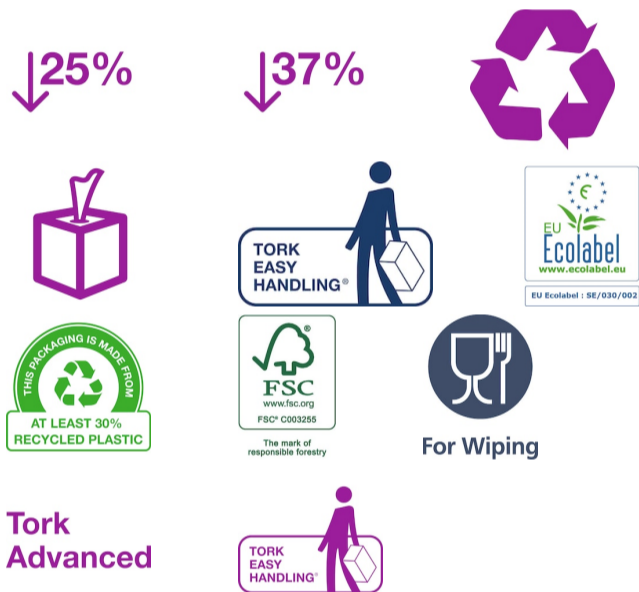 25%
37%
TORK
EASY
HANDLING®
EU
Ecolabel
www.ecolabel.eu
EU Ecolabel : SE/030/002
THIS PACKAGING IS MADE FROM
AT LEAST 30%
RECYCLED PLASTIC
®
FSC
www.fsc.org
FSC® C003255
The mark of
responsible forestry
For Wiping
Tork
Advanced
TORK
EASY
HANDLING®